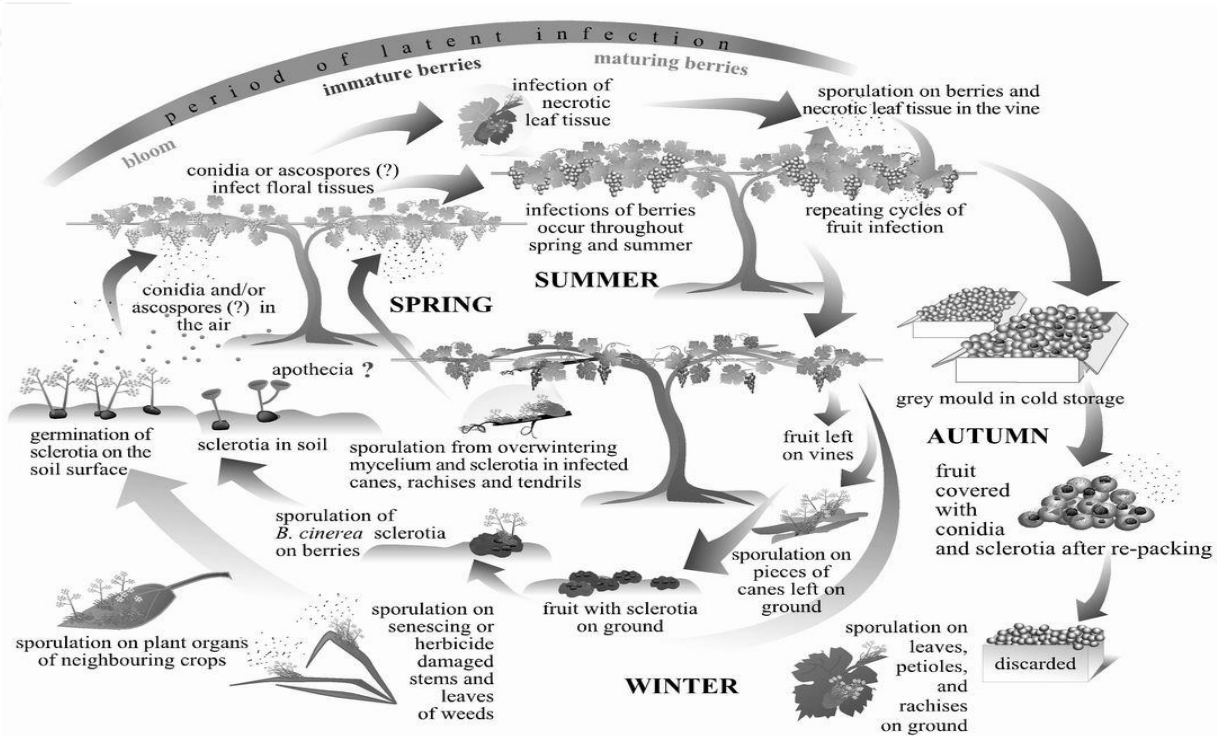 period of latent infection
bloom
immature berries
maturing berries
infection of
necrotic
leaf tissue
sporulation on berries and
necrotic leaf tissue in the vine
conidia or ascospores (?)
infect floral tissues
infections of berries
occur throughout
spring and summer
repeating cycles of
fruit infection
SUMMER
SPRING
conidia and/or
ascospores (?) in
the air
apothecia ?
grey mould in cold storage
germination of
sclerotia on the
soil surface
sclerotia in soil
sporulation from overwintering
mycelium and sclerotia in infected
canes, rachises and tendrils
fruit left
on vines
AUTUMN
fruit
covered
with
conidia
and sclerotia after re-packing
sporulation of
B. cinerea sclerotia
on berries
sporulation on
pieces of
canes left on
ground
fruit with sclerotia
on ground
sporulation on plant organs
of neighbouring crops
sporulation on
senescing or
herbicide
damaged
stems and
leaves
of weeds
WINTER
sporulation on
leaves,
petioles,
and
rachises
on ground
discarded